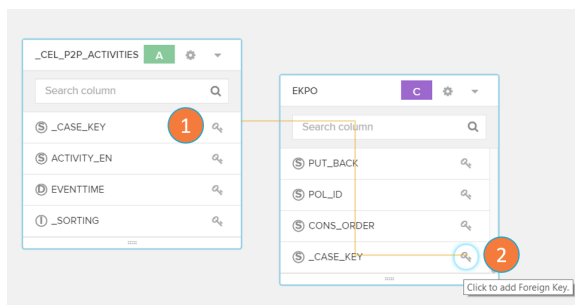 _CEL_P2P_ACTIVITIES A
Search column
S _CASE_KEY 1
S ACTIVITY_EN
D EVENTTIME
I _SORTING
EKPO C
Search column
S PUT_BACK
S POL_ID
S CONS_ORDER
S _CASE_KEY 2
Click to add Foreign Key.